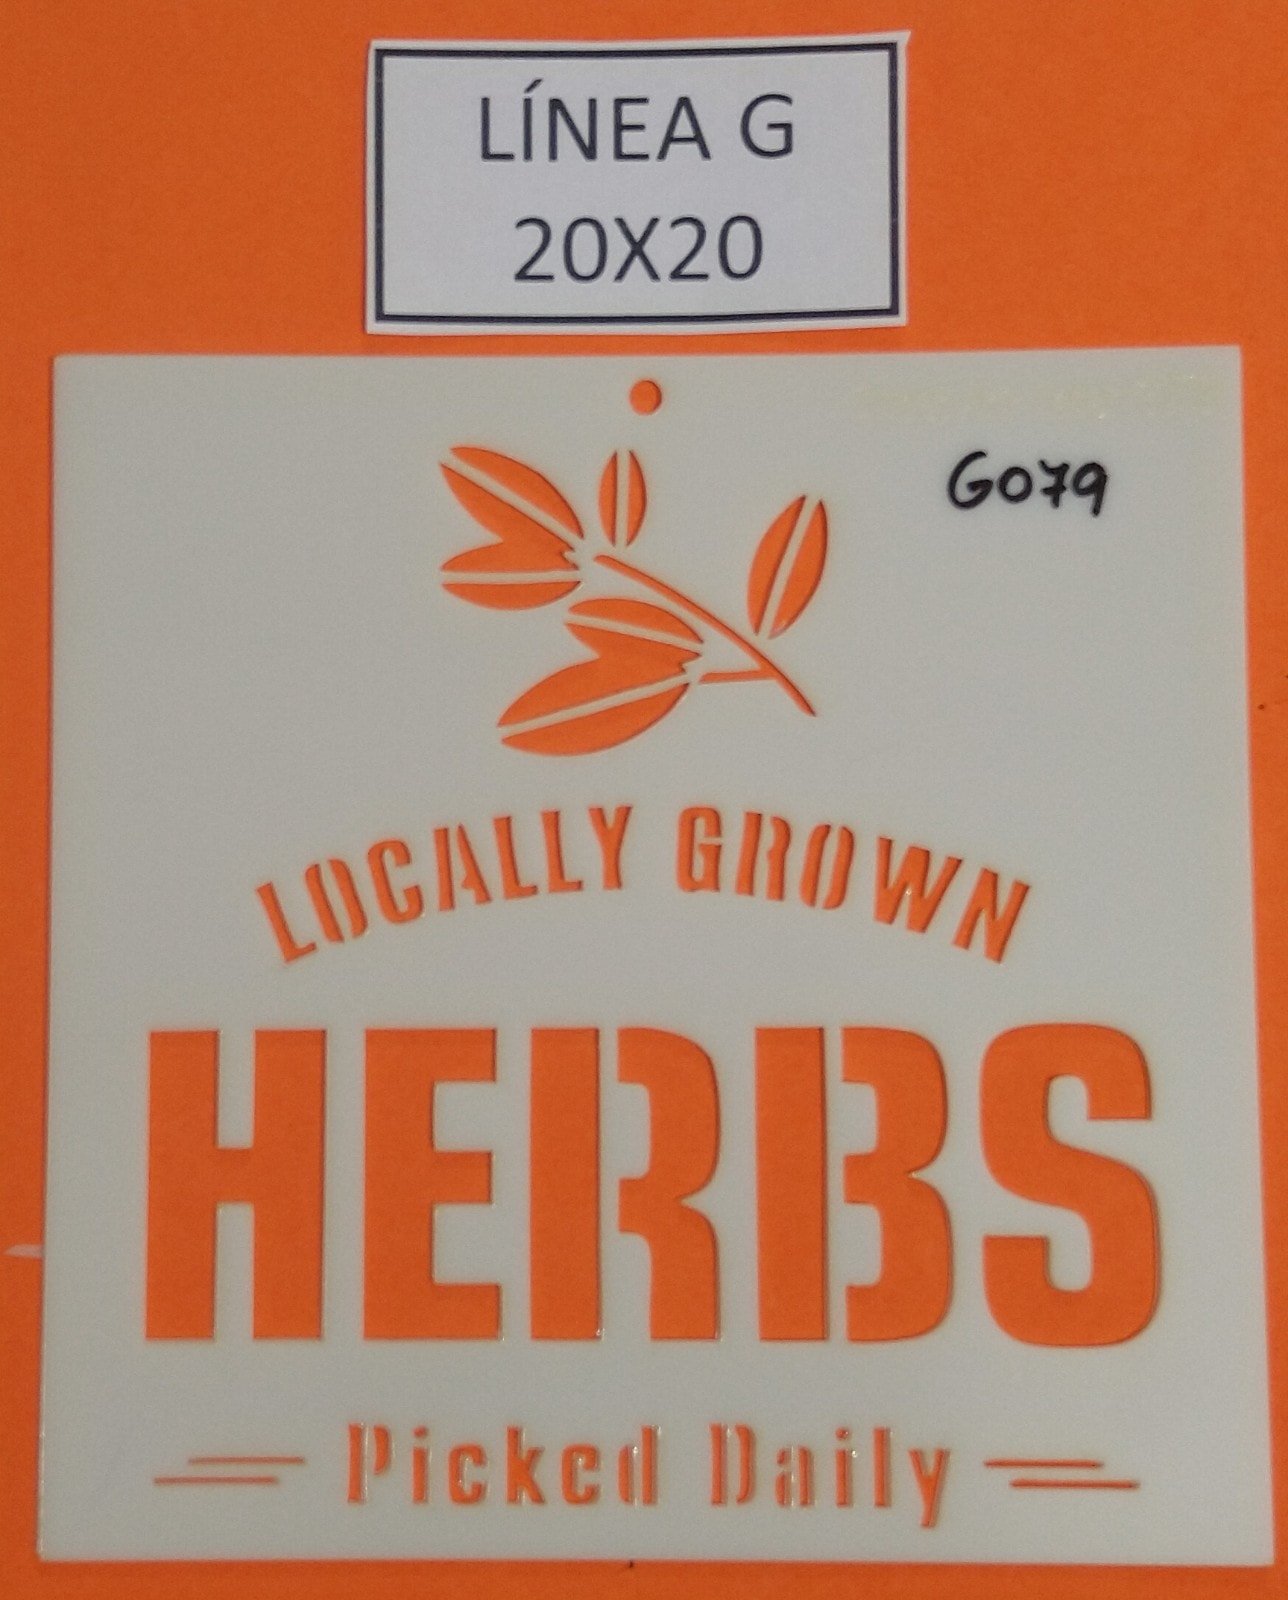 LÍNEA G
20X20
G079
LOCALLY GROWN
HERBS
Picked Daily